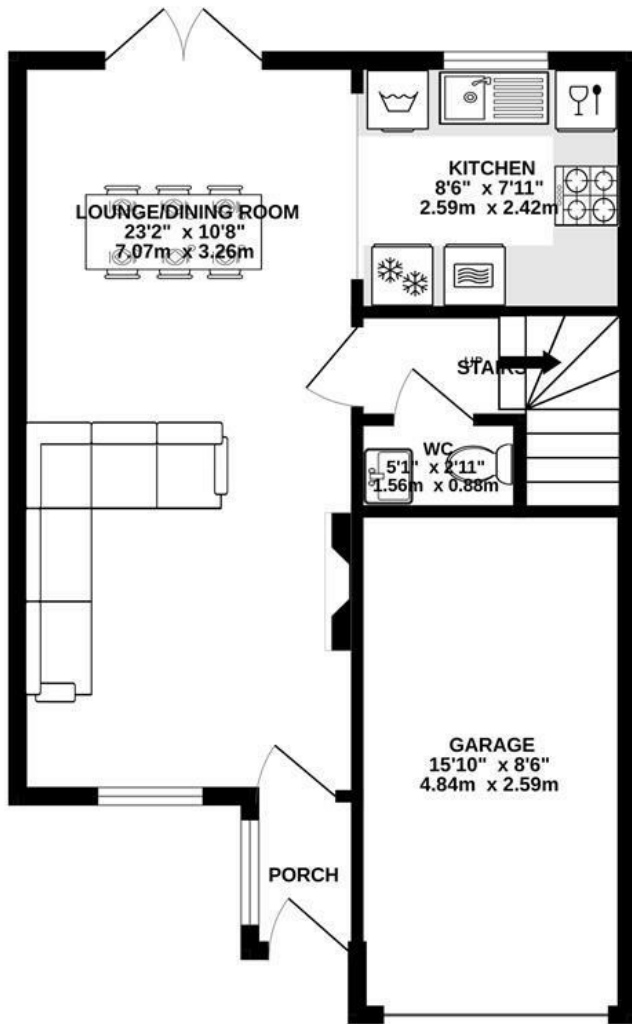 KITCHEN
8'6" x 7'11"
2.59m x 2.42m
LOUNGE/DINING ROOM
23'2" x 10'8"
7.07m x 3.26m
UP
STAIRS
WC
5'1" x 2'11"
1.56m x 0.88m
GARAGE
15'10" x 8'6"
4.84m x 2.59m
PORCH